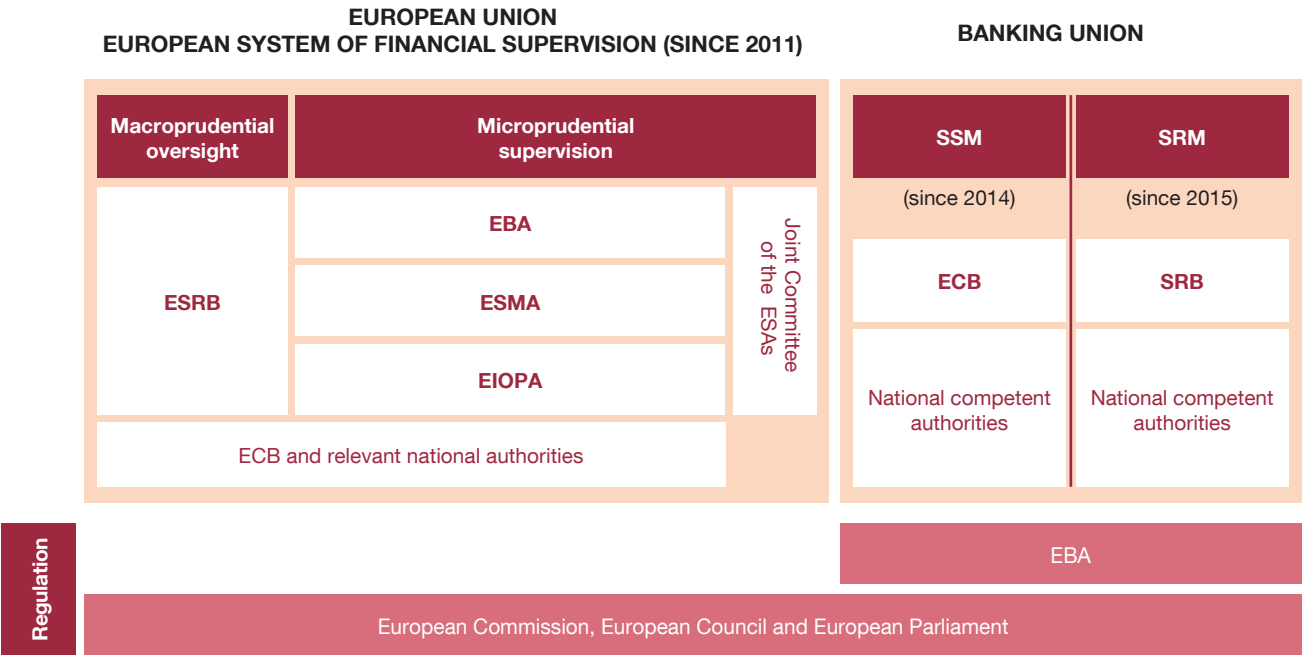 EUROPEAN UNION
EUROPEAN SYSTEM OF FINANCIAL SUPERVISION (SINCE 2011)
BANKING UNION
Macroprudential
oversight
Microprudential
supervision
SSM
SRM
(since 2014)
(since 2015)
ESRB
EBA
ESMA
EIOPA
Joint Committee
of the ESAs
ECB
SRB
National competent
authorities
National competent
authorities
ECB and relevant national authorities
Regulation
EBA
European Commission, European Council and European Parliament